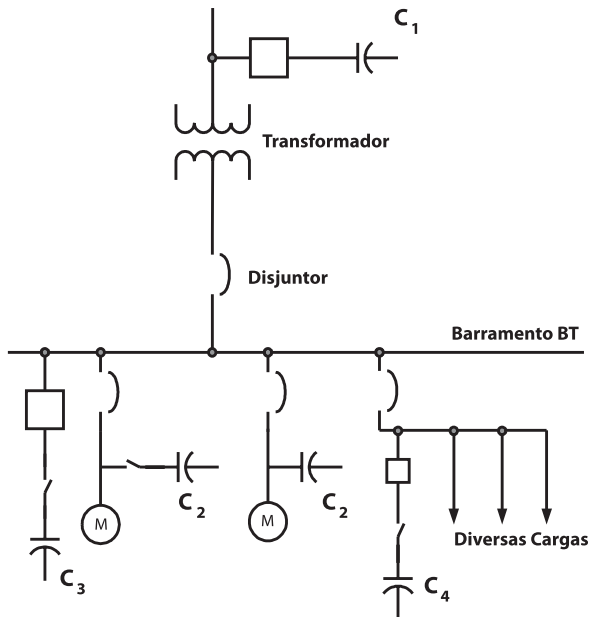 C1
Transformador
Disjuntor
Barramento BT
C2
C2
M
M
Diversas Cargas
C3
C4